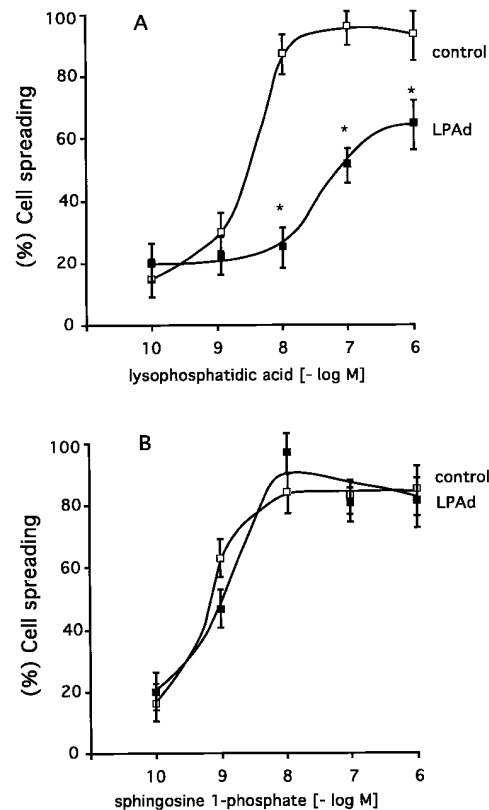 A
100
80
60
40
20
0
(%) Cell spreading
control
LPAd
*
*
*
10 9 8 7 6
lysophosphatidic acid [- log M]
B
100
80
60
40
20
0
(%) Cell spreading
control
LPAd
10 9 8 7 6
sphingosine 1-phosphate [- log M]